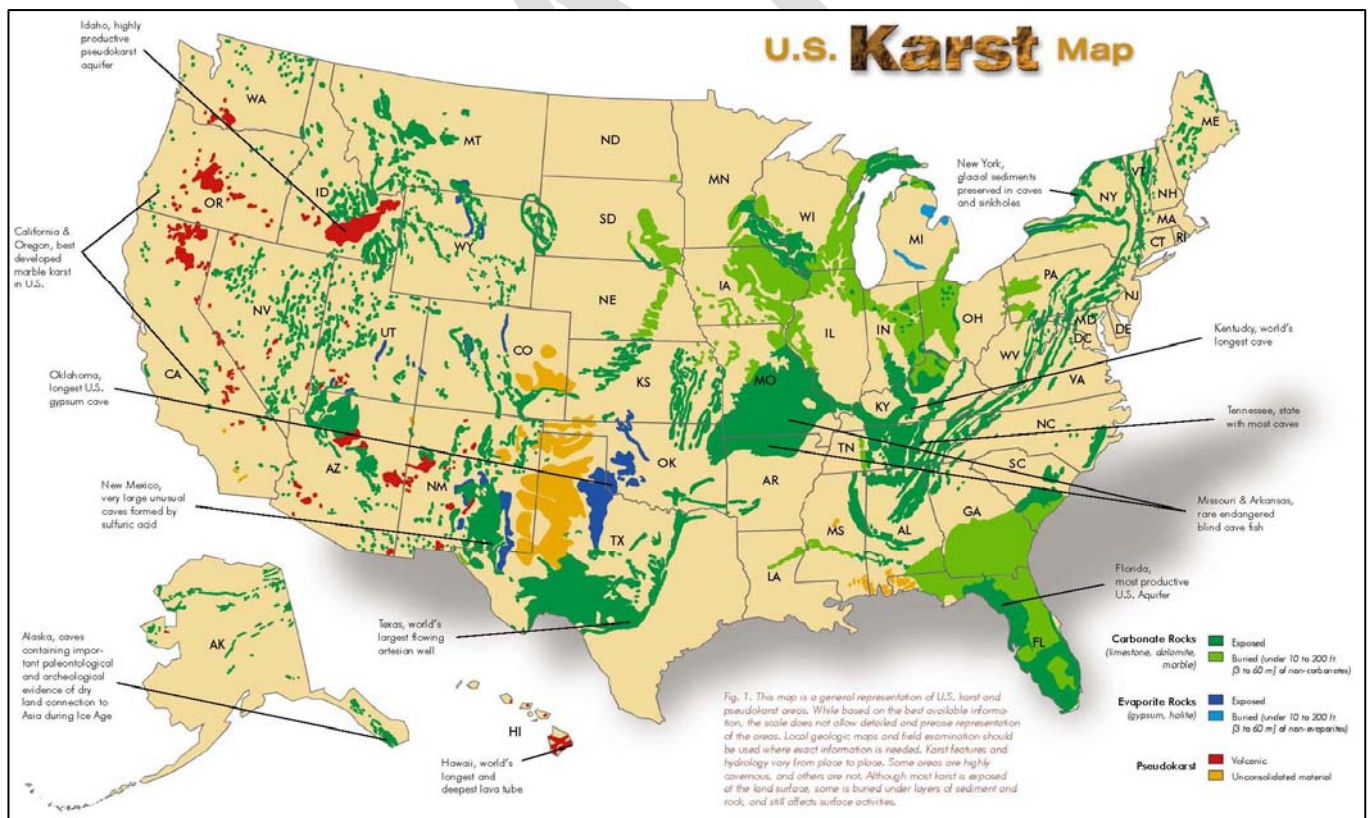 U.S. Karst Map
Idaho, highly
productive
pseudokarst
aquifer
WA
MT
ND
MN
ME
New York,
glacial sediments
preserved in caves
and sinkholes
VT
NY
NH
MA
CT
RI
OR
ID
SD
WI
MI
WY
California &
Oregon, best
developed
marble karst
in U.S.
PA
NJ
IA
NE
NV
UT
IL
IN
OH
MD
DE
DC
WV
Kentucky, world's
longest cave
CO
CA
KS
MO
VA
KY
Oklahoma,
longest U.S.
gypsum cave
Tennessee, state
with most caves
NC
TN
OK
SC
AZ
NM
AR
New Mexico,
very large unusual
caves formed by
sulfuric acid
Missouri & Arkansas,
rare endangered
blind cave fish
GA
MS
AL
TX
LA
Florida,
most productive
U.S. Aquifer
FL
Texas, world's
largest flowing
artesian well
AK
Alaska, caves
containing impor-
tant paleontological
and archeological
evidence of dry
land connection to
Asia during Ice Age
HI
Hawaii, world's
longest and
deepest lava tube
Fig. 1. This map is a general representation of U.S. karst and
pseudokarst areas. While based on the best available informa-
tion, the scale does not allow detailed and precise representation
of the areas. Local geologic maps and field examination should
be used where exact information is needed. Karst features and
hydrology vary from place to place. Some areas are highly
cavernous, and others are not. Although most karst is exposed
at the land surface, some is buried under layers of sediment and
rock, and still affects surface activities.
Carbonate Rocks
(limestone, dolomite,
marble)
Exposed
Buried (under 10 to 200 ft.
[3 to 60 m] of non-carbonates)
Evaporite Rocks
(gypsum, halite)
Exposed
Buried (under 10 to 200 ft.
[3 to 60 m] of non-evaporites)
Pseudokarst
Volcanic
Unconsolidated material